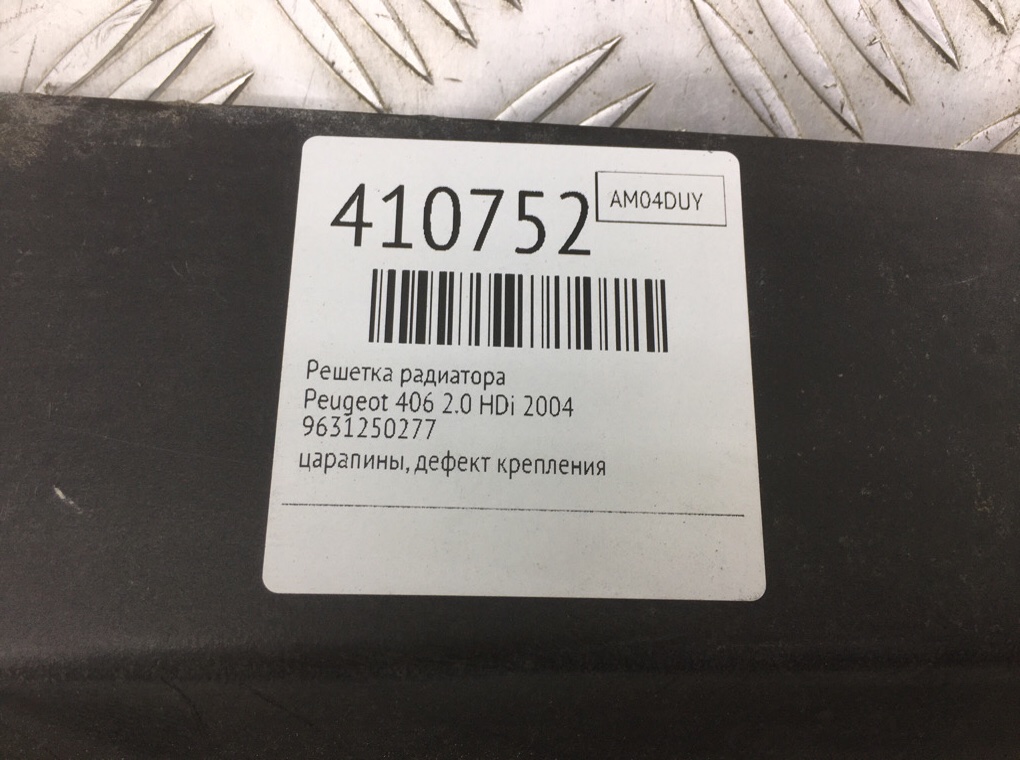 410752
AM04DUY
Решетка радиатора
Peugeot 406 2.0 HDi 2004
9631250277
царапины, дефект крепления